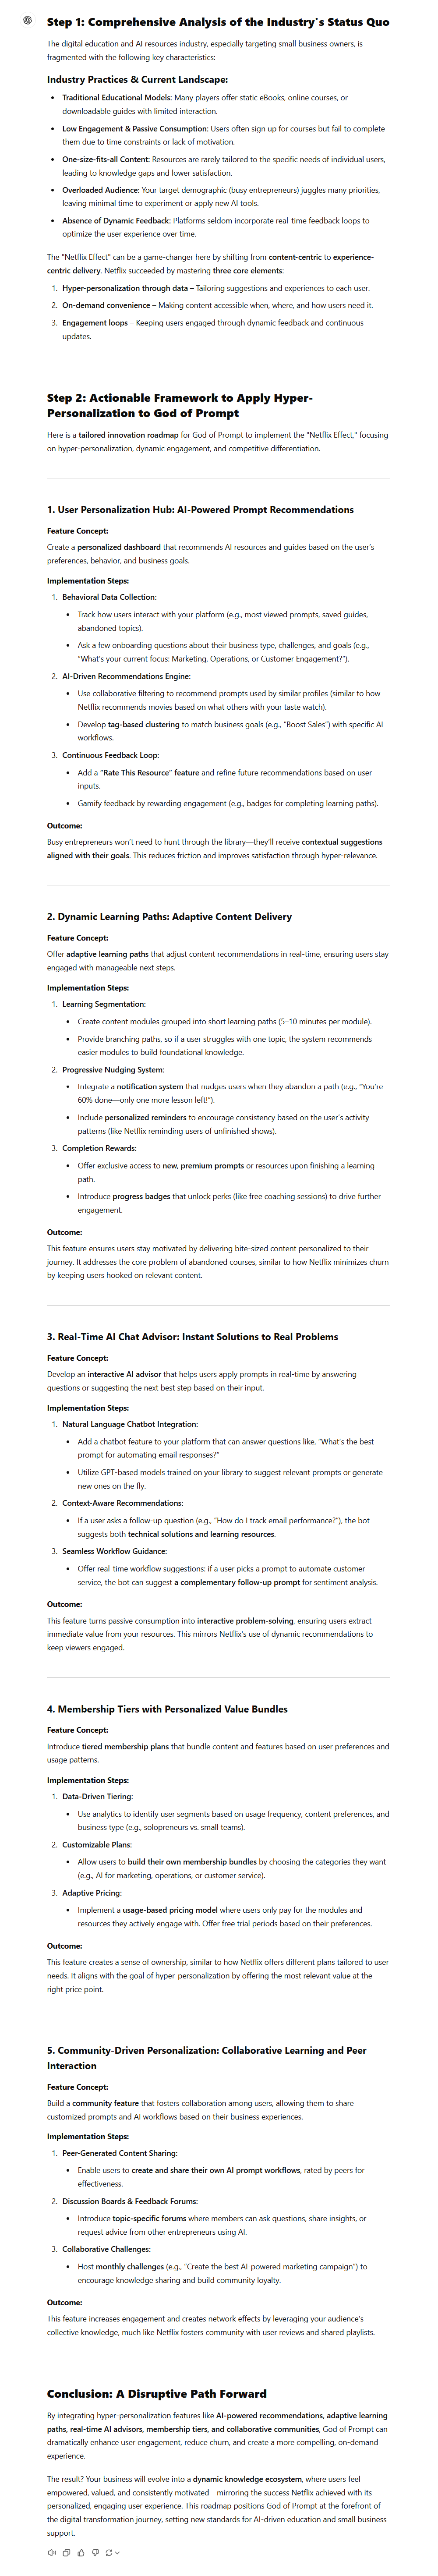 Step 1: Comprehensive Analysis of the Industry's Status Quo
The digital education and AI resources industry, especially targeting small business owners, is
fragmented with the following key characteristics:
Industry Practices & Current Landscape:
• Traditional Educational Models: Many players offer static eBooks, online courses, or
downloadable guides with limited interaction.
• Low Engagement & Passive Consumption: Users often sign up for courses but fail to complete
them due to time constraints or lack of motivation.
• One-size-fits-all Content: Resources are rarely tailored to the specific needs of individual users,
leading to knowledge gaps and lower satisfaction.
• Overloaded Audience: Your target demographic (busy entrepreneurs) juggles many priorities,
leaving minimal time to experiment or apply new AI tools.
• Absence of Dynamic Feedback: Platforms seldom incorporate real-time feedback loops to
optimize the user experience over time.
The "Netflix Effect" can be a game-changer here by shifting from content-centric to experience-
centric delivery. Netflix succeeded by mastering three core elements:
1. Hyper-personalization through data – Tailoring suggestions and experiences to each user.
2. On-demand convenience – Making content accessible when, where, and how users need it.
3. Engagement loops – Keeping users engaged through dynamic feedback and continuous
updates.
Step 2: Actionable Framework to Apply Hyper-
Personalization to God of Prompt
Here is a tailored innovation roadmap for God of Prompt to implement the "Netflix Effect," focusing
on hyper-personalization, dynamic engagement, and competitive differentiation.
1. User Personalization Hub: AI-Powered Prompt Recommendations
Feature Concept:
Create a personalized dashboard that recommends AI resources and guides based on the user's
preferences, behavior, and business goals.
Implementation Steps:
1. Behavioral Data Collection:
• Track how users interact with your platform (e.g., most viewed prompts, saved guides,
abandoned topics).
• Ask a few onboarding questions about their business type, challenges, and goals (e.g.,
"What's your current focus: Marketing, Operations, or Customer Engagement?").
2. AI-Driven Recommendations Engine:
• Use collaborative filtering to recommend prompts used by similar profiles (similar to how
Netflix recommends movies based on what others with your taste watch).
• Develop tag-based clustering to match business goals (e.g., "Boost Sales") with specific AI
workflows.
3. Continuous Feedback Loop:
• Add a "Rate This Resource" feature and refine future recommendations based on user
inputs.
• Gamify feedback by rewarding engagement (e.g., badges for completing learning paths).
Outcome:
Busy entrepreneurs won't need to hunt through the library—they'll receive contextual suggestions
aligned with their goals. This reduces friction and improves satisfaction through hyper-relevance.
2. Dynamic Learning Paths: Adaptive Content Delivery
Feature Concept:
Offer adaptive learning paths that adjust content recommendations in real-time, ensuring users stay
engaged with manageable next steps.
Implementation Steps:
1. Learning Segmentation:
• Create content modules grouped into short learning paths (5–10 minutes per module).
• Provide branching paths, so if a user struggles with one topic, the system recommends
easier modules to build foundational knowledge.
2. Progressive Nudging System:
• Integrate a notification system that nudges users when they abandon a path (e.g., "You're
60% done—only one more lesson left!").
• Include personalized reminders to encourage consistency based on the user's activity
patterns (like Netflix reminding users of unfinished shows).
3. Completion Rewards:
• Offer exclusive access to new, premium prompts or resources upon finishing a learning
path.
• Introduce progress badges that unlock perks (like free coaching sessions) to drive further
engagement.
Outcome:
This feature ensures users stay motivated by delivering bite-sized content personalized to their
journey. It addresses the core problem of abandoned courses, similar to how Netflix minimizes churn
by keeping users hooked on relevant content.
3. Real-Time AI Chat Advisor: Instant Solutions to Real Problems
Feature Concept:
Develop an interactive AI advisor that helps users apply prompts in real-time by answering
questions or suggesting the next best step based on their input.
Implementation Steps:
1. Natural Language Chatbot Integration:
• Add a chatbot feature to your platform that can answer questions like, "What's the best
prompt for automating email responses?"
• Utilize GPT-based models trained on your library to suggest relevant prompts or generate
new ones on the fly.
2. Context-Aware Recommendations:
• If a user asks a follow-up question (e.g., "How do I track email performance?"), the bot
suggests both technical solutions and learning resources.
3. Seamless Workflow Guidance:
• Offer real-time workflow suggestions: if a user picks a prompt to automate customer
service, the bot can suggest a complementary follow-up prompt for sentiment analysis.
Outcome:
This feature turns passive consumption into interactive problem-solving, ensuring users extract
immediate value from your resources. This mirrors Netflix's use of dynamic recommendations to
keep viewers engaged.
4. Membership Tiers with Personalized Value Bundles
Feature Concept:
Introduce tiered membership plans that bundle content and features based on user preferences and
usage patterns.
Implementation Steps:
1. Data-Driven Tiering:
• Use analytics to identify user segments based on usage frequency, content preferences, and
business type (e.g., solopreneurs vs. small teams).
2. Customizable Plans:
• Allow users to build their own membership bundles by choosing the categories they want
(e.g., AI for marketing, operations, or customer service).
3. Adaptive Pricing:
• Implement a usage-based pricing model where users only pay for the modules and
resources they actively engage with. Offer free trial periods based on their preferences.
Outcome:
This feature creates a sense of ownership, similar to how Netflix offers different plans tailored to user
needs. It aligns with the goal of hyper-personalization by offering the most relevant value at the
right price point.
5. Community-Driven Personalization: Collaborative Learning and Peer
Interaction
Feature Concept:
Build a community feature that fosters collaboration among users, allowing them to share
customized prompts and AI workflows based on their business experiences.
Implementation Steps:
1. Peer-Generated Content Sharing:
• Enable users to create and share their own AI prompt workflows, rated by peers for
effectiveness.
2. Discussion Boards & Feedback Forums:
• Introduce topic-specific forums where members can ask questions, share insights, or
request advice from other entrepreneurs using AI.
3. Collaborative Challenges:
• Host monthly challenges (e.g., "Create the best AI-powered marketing campaign") to
encourage knowledge sharing and build community loyalty.
Outcome:
This feature increases engagement and creates network effects by leveraging your audience's
collective knowledge, much like Netflix fosters community with user reviews and shared playlists.
Conclusion: A Disruptive Path Forward
By integrating hyper-personalization features like AI-powered recommendations, adaptive learning
paths, real-time AI advisors, membership tiers, and collaborative communities, God of Prompt can
dramatically enhance user engagement, reduce churn, and create a more compelling, on-demand
experience.
The result? Your business will evolve into a dynamic knowledge ecosystem, where users feel
empowered, valued, and consistently motivated—mirroring the success Netflix achieved with its
personalized, engaging user experience. This roadmap positions God of Prompt at the forefront of
the digital transformation journey, setting new standards for AI-driven education and small business
support.